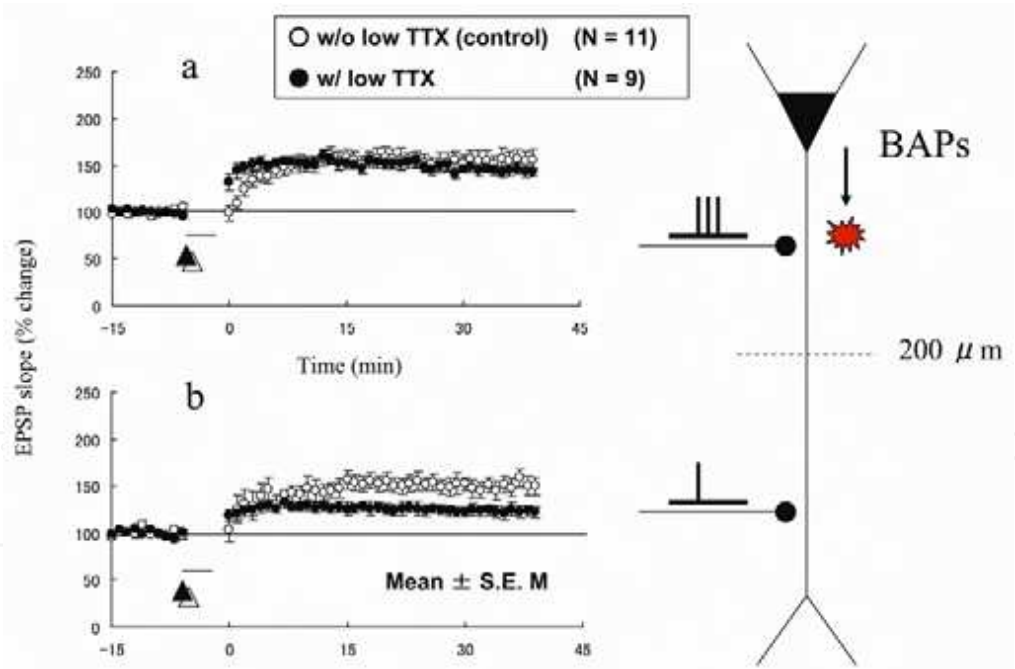 w/o low TTX (control) (N = 11)
w/ low TTX (N = 9)
a
250
200
150
100
50
0
-15 0 15 30 45
Time (min)
EPSP slope (% change)
b
250
200
150
100
50
0
-15 0 15 30 45
Mean ± S.E. M
BAPs
200 μm